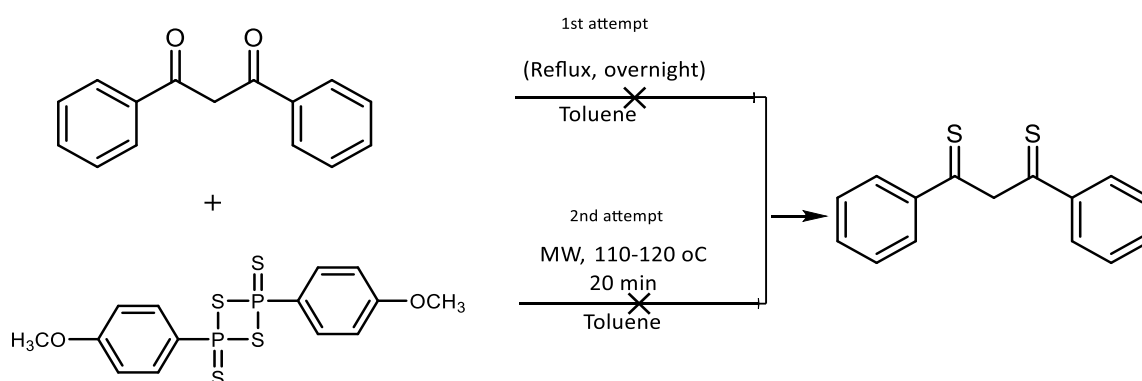 1st attempt
(Reflux, overnight)
Toluene
O
O
+
2nd attempt
MW, 110-120 oC
20 min
Toluene
S
S
S
S
P
OCH3
H3CO
P
S
S